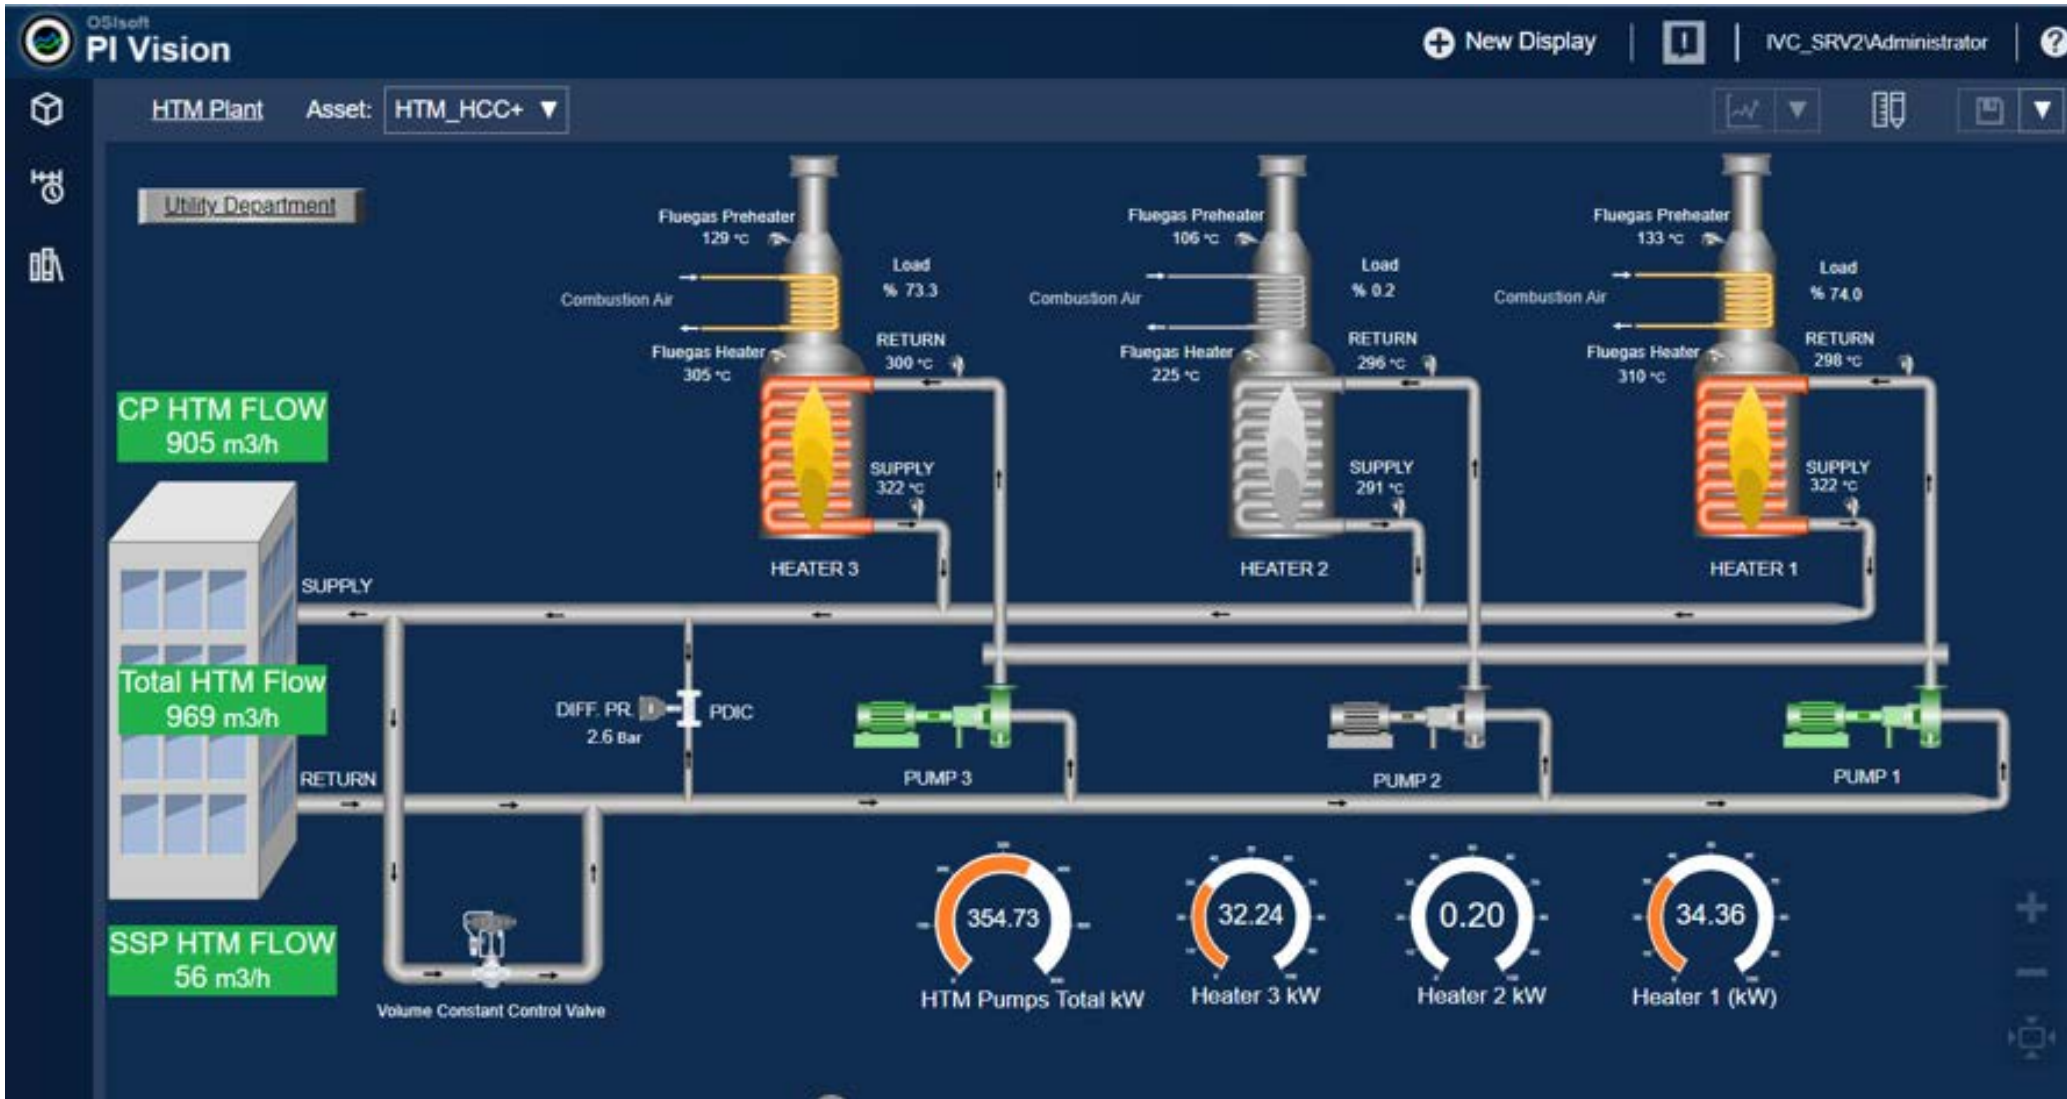 OSIsoft
PI Vision
New Display
IVC_SRV2\Administrator
HTM Plant
Asset:
HTM_HCC+
Utility Department
Fluegas Preheater
129 °C
Load
% 73.3
Combustion Air
RETURN
300 °C
Fluegas Heater
305 °C
SUPPLY
322 °C
HEATER 3
Fluegas Preheater
106 °C
Load
% 0.2
Combustion Air
RETURN
296 °C
Fluegas Heater
225 °C
SUPPLY
291 °C
HEATER 2
Fluegas Preheater
133 °C
Load
% 74.0
Combustion Air
RETURN
298 °C
Fluegas Heater
310 °C
SUPPLY
322 °C
HEATER 1
CP HTM FLOW
905 m3/h
SUPPLY
Total HTM Flow
969 m3/h
DIFF. PR.
PDIC
2.6 Bar
RETURN
PUMP 3
PUMP 2
PUMP 1
SSP HTM FLOW
56 m3/h
Volume Constant Control Valve
354.73
HTM Pumps Total kW
32.24
Heater 3 kW
0.20
Heater 2 kW
34.36
Heater 1 (kW)